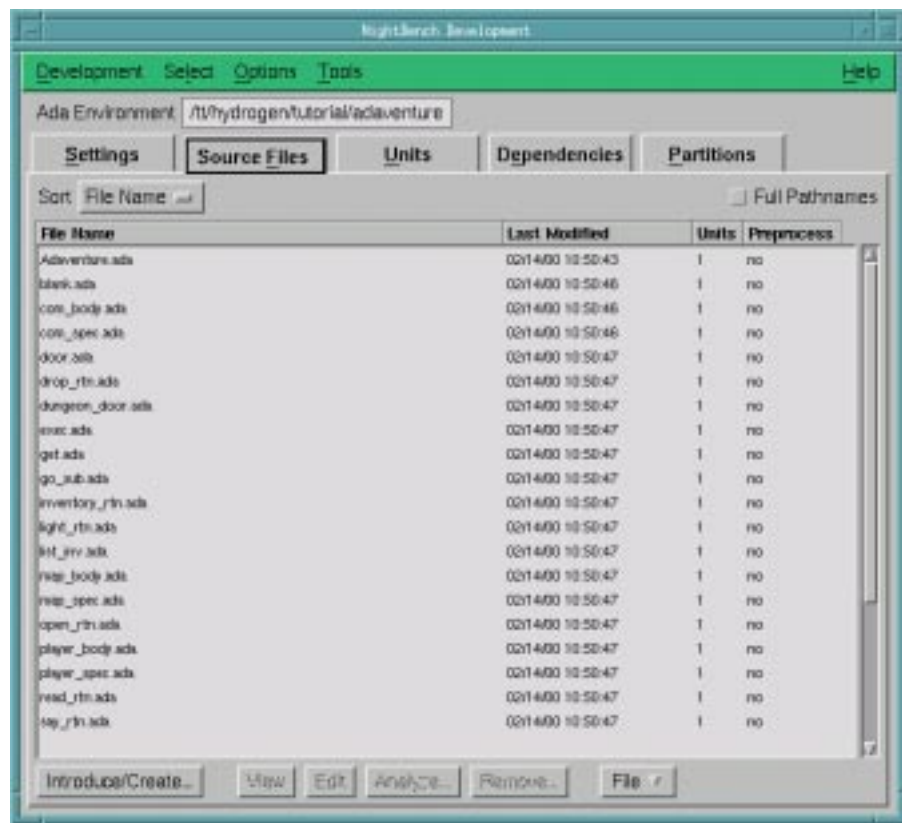 NightBench Development
Development Select Options Tools Help
Ada Environment /tt/hydrogen/tutorial/adaventure
Settings Source Files Units Dependencies Partitions
Sort File Name Full Pathnames
File Name Last Modified Units Preprocess
Adaventure.ada 02/14/00 10:50:43 1 no
blank.ada 02/14/00 10:50:46 1 no
com_body.ada 02/14/00 10:50:46 1 no
com_spec.ada 02/14/00 10:50:46 1 no
door.ada 02/14/00 10:50:47 1 no
drop_rtn.ada 02/14/00 10:50:47 1 no
dungeon_door.ada 02/14/00 10:50:47 1 no
exec.ada 02/14/00 10:50:47 1 no
get.ada 02/14/00 10:50:47 1 no
go_sub.ada 02/14/00 10:50:47 1 no
inventory_rtn.ada 02/14/00 10:50:47 1 no
light_rtn.ada 02/14/00 10:50:47 1 no
list_inv.ada 02/14/00 10:50:47 1 no
map_body.ada 02/14/00 10:50:47 1 no
map_spec.ada 02/14/00 10:50:47 1 no
open_rtn.ada 02/14/00 10:50:47 1 no
player_body.ada 02/14/00 10:50:47 1 no
player_spec.ada 02/14/00 10:50:47 1 no
read_rtn.ada 02/14/00 10:50:47 1 no
say_rtn.ada 02/14/00 10:50:47 1 no
Introduce/Create... View Edit Analyze... Remove... File